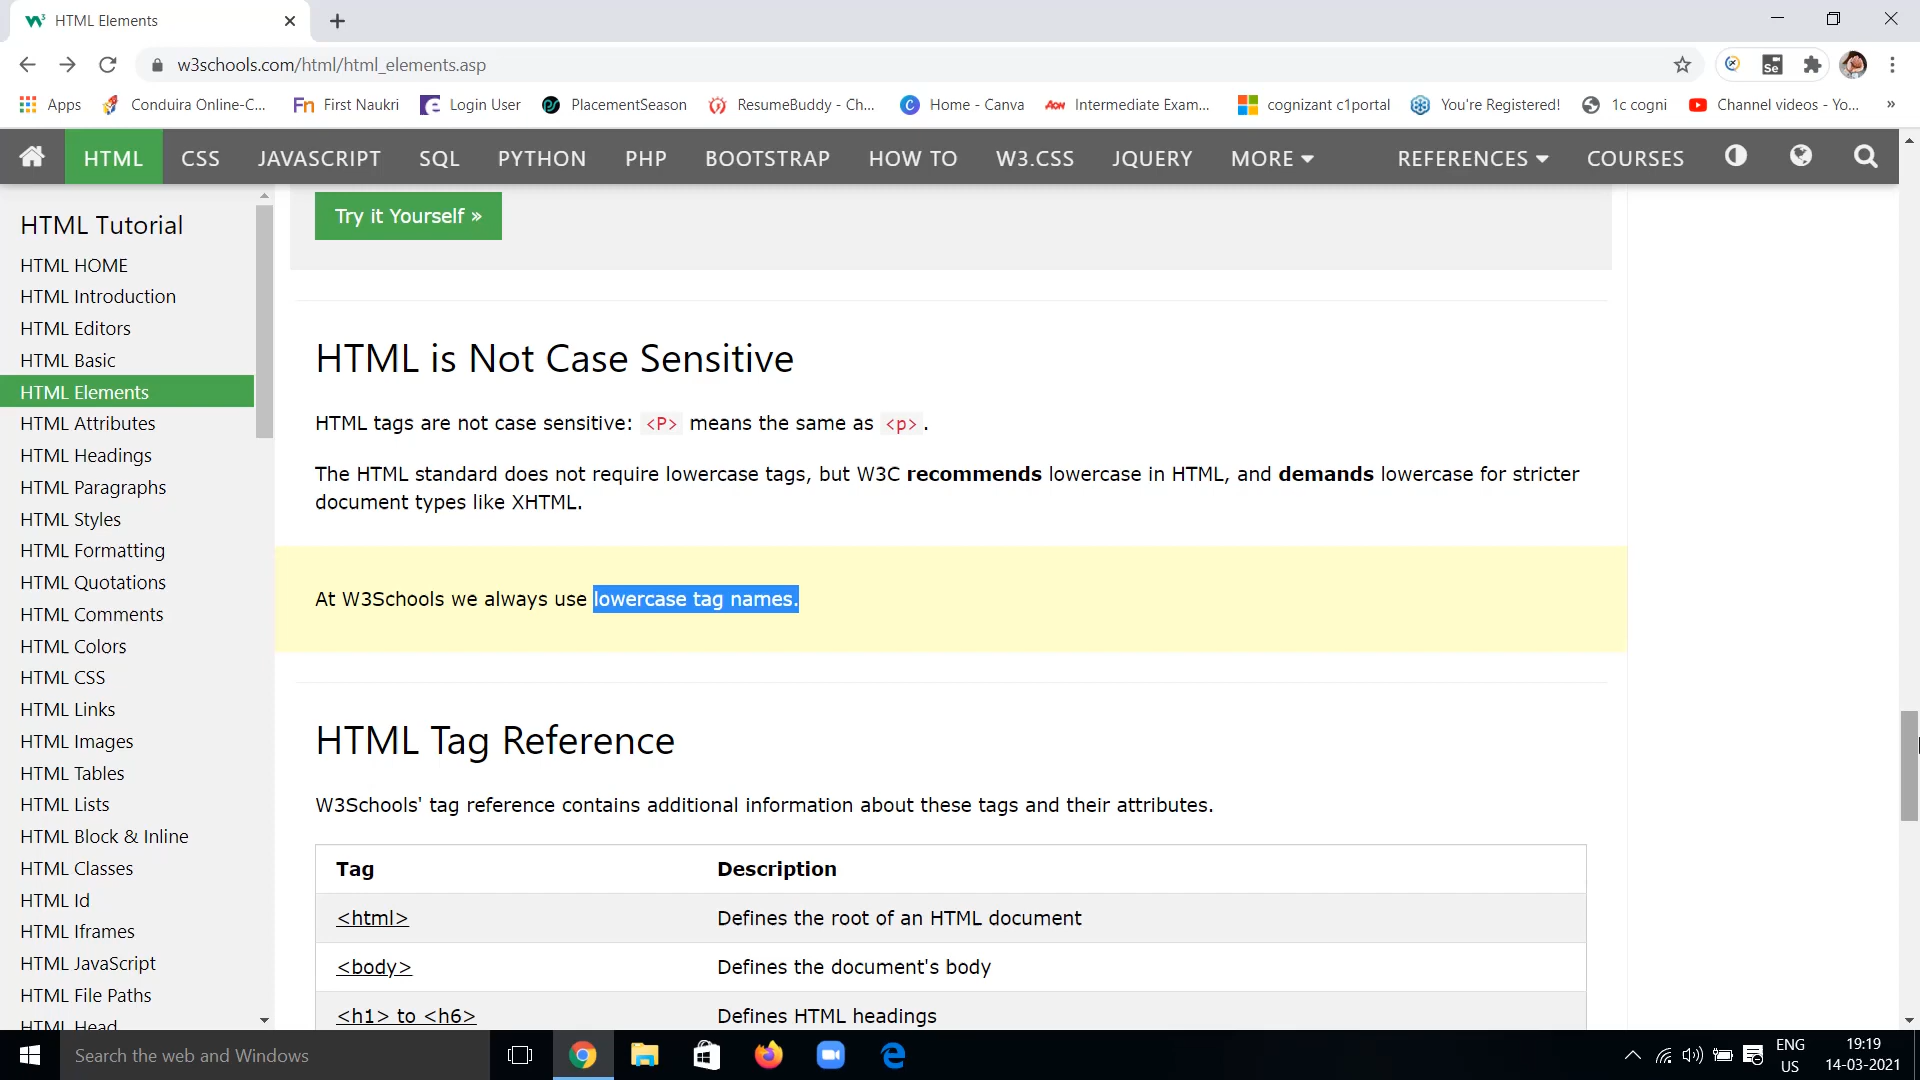 HTML Elements
w3schools.com/html/html_elements.asp
Apps
Conduira Online-C...
First Naukri
Login User
PlacementSeason
ResumeBuddy - Ch...
Home - Canva
Intermediate Exam...
cognizant c1portal
You're Registered!
1c cogni
Channel videos - Yo...
»
HTML CSS JAVASCRIPT SQL PYTHON PHP BOOTSTRAP HOW TO W3.CSS JQUERY MORE REFERENCES COURSES
HTML Tutorial
HTML HOME
HTML Introduction
HTML Editors
HTML Basic
HTML Elements
HTML Attributes
HTML Headings
HTML Paragraphs
HTML Styles
HTML Formatting
HTML Quotations
HTML Comments
HTML Colors
HTML CSS
HTML Links
HTML Images
HTML Tables
HTML Lists
HTML Block & Inline
HTML Classes
HTML Id
HTML Iframes
HTML JavaScript
HTML File Paths
HTML Head
Try it Yourself »
HTML is Not Case Sensitive
HTML tags are not case sensitive: <P> means the same as <p>.
The HTML standard does not require lowercase tags, but W3C recommends lowercase in HTML, and demands lowercase for stricter
document types like XHTML.
At W3Schools we always use lowercase tag names.
HTML Tag Reference
W3Schools' tag reference contains additional information about these tags and their attributes.
Tag Description
<html> Defines the root of an HTML document
<body> Defines the document's body
<h1> to <h6> Defines HTML headings
Search the web and Windows
ENG
US
19:19
14-03-2021